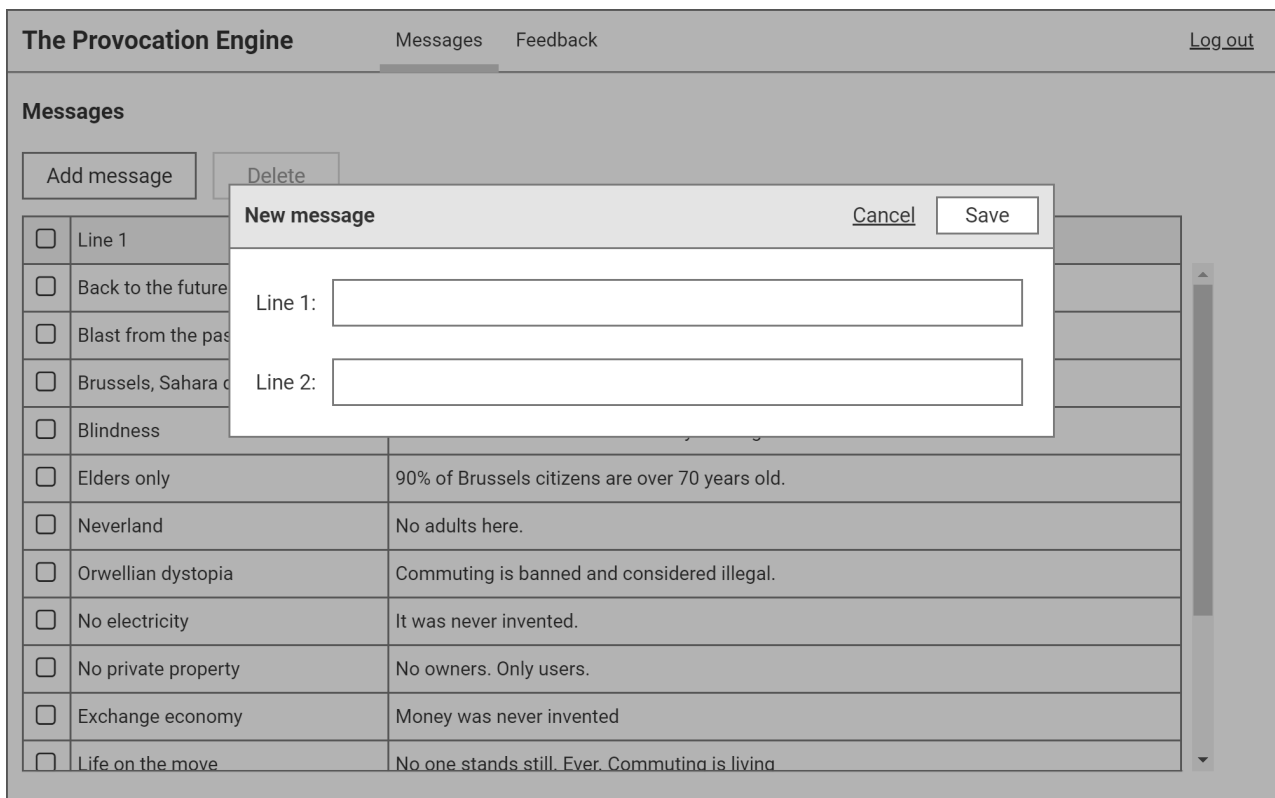 The Provocation Engine Messages Feedback Log out
Messages
Add message Delete
New message Cancel Save
Line 1
Back to the future
Line 1:
Blast from the pas
Brussels, Sahara
Line 2:
Blindness
Elders only 90% of Brussels citizens are over 70 years old.
Neverland No adults here.
Orwellian dystopia Commuting is banned and considered illegal.
No electricity It was never invented.
No private property No owners. Only users.
Exchange economy Money was never invented
Life on the move No one stands still. Ever. Commuting is living